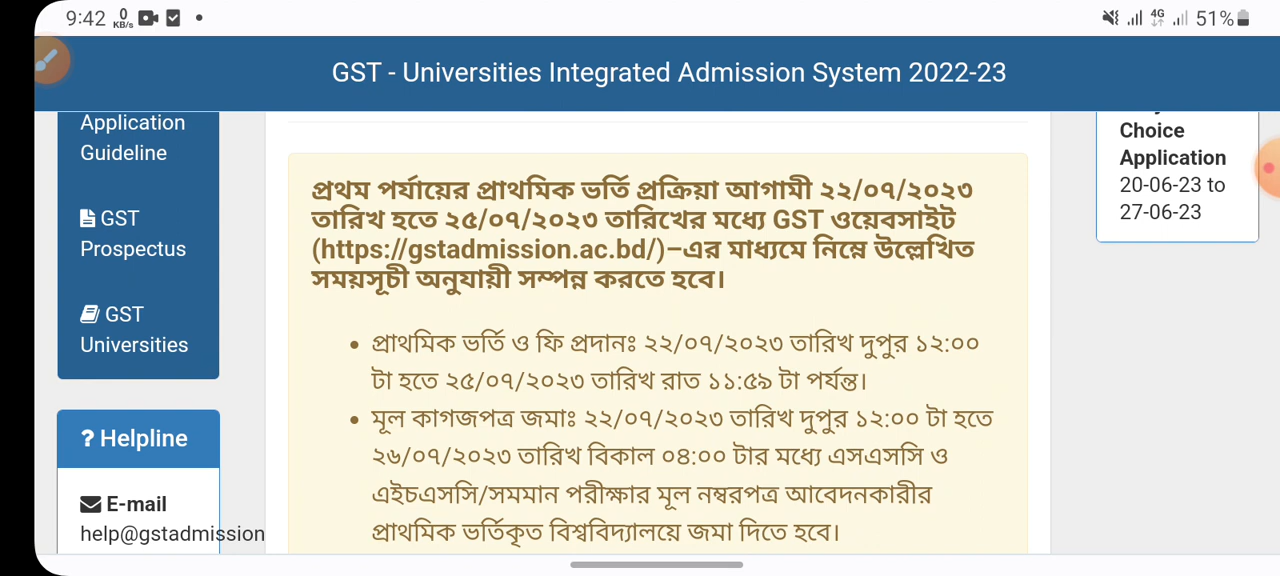 9:42 0 KB/s 4G 51%
GST - Universities Integrated Admission System 2022-23
Application
Guideline
GST
Prospectus
GST
Universities
? Helpline
E-mail
help@gstadmission
প্রথম পর্যায়ের প্রাথমিক ভর্তি প্রক্রিয়া আগামী ২২/০৭/২০২৩
তারিখ হতে ২৫/০৭/২০২৩ তারিখের মধ্যে GST ওয়েবসাইট
(https://gstadmission.ac.bd/)–এর মাধ্যমে নিম্নে উল্লেখিত
সময়সূচী অনুযায়ী সম্পন্ন করতে হবে।
• প্রাথমিক ভর্তি ও ফি প্রদানঃ ২২/০৭/২০২৩ তারিখ দুপুর ১২:০০
টা হতে ২৫/০৭/২০২৩ তারিখ রাত ১১:৫৯ টা পর্যন্ত।
• মূল কাগজপত্র জমাঃ ২২/০৭/২০২৩ তারিখ দুপুর ১২:০০ টা হতে
২৬/০৭/২০২৩ তারিখ বিকাল ০৪:০০ টার মধ্যে এসএসসি ও
এইচএসসি/সমমান পরীক্ষার মূল নম্বরপত্র আবেদনকারীর
প্রাথমিক ভর্তিকৃত বিশ্ববিদ্যালয়ে জমা দিতে হবে।
Choice
Application
20-06-23 to
27-06-23